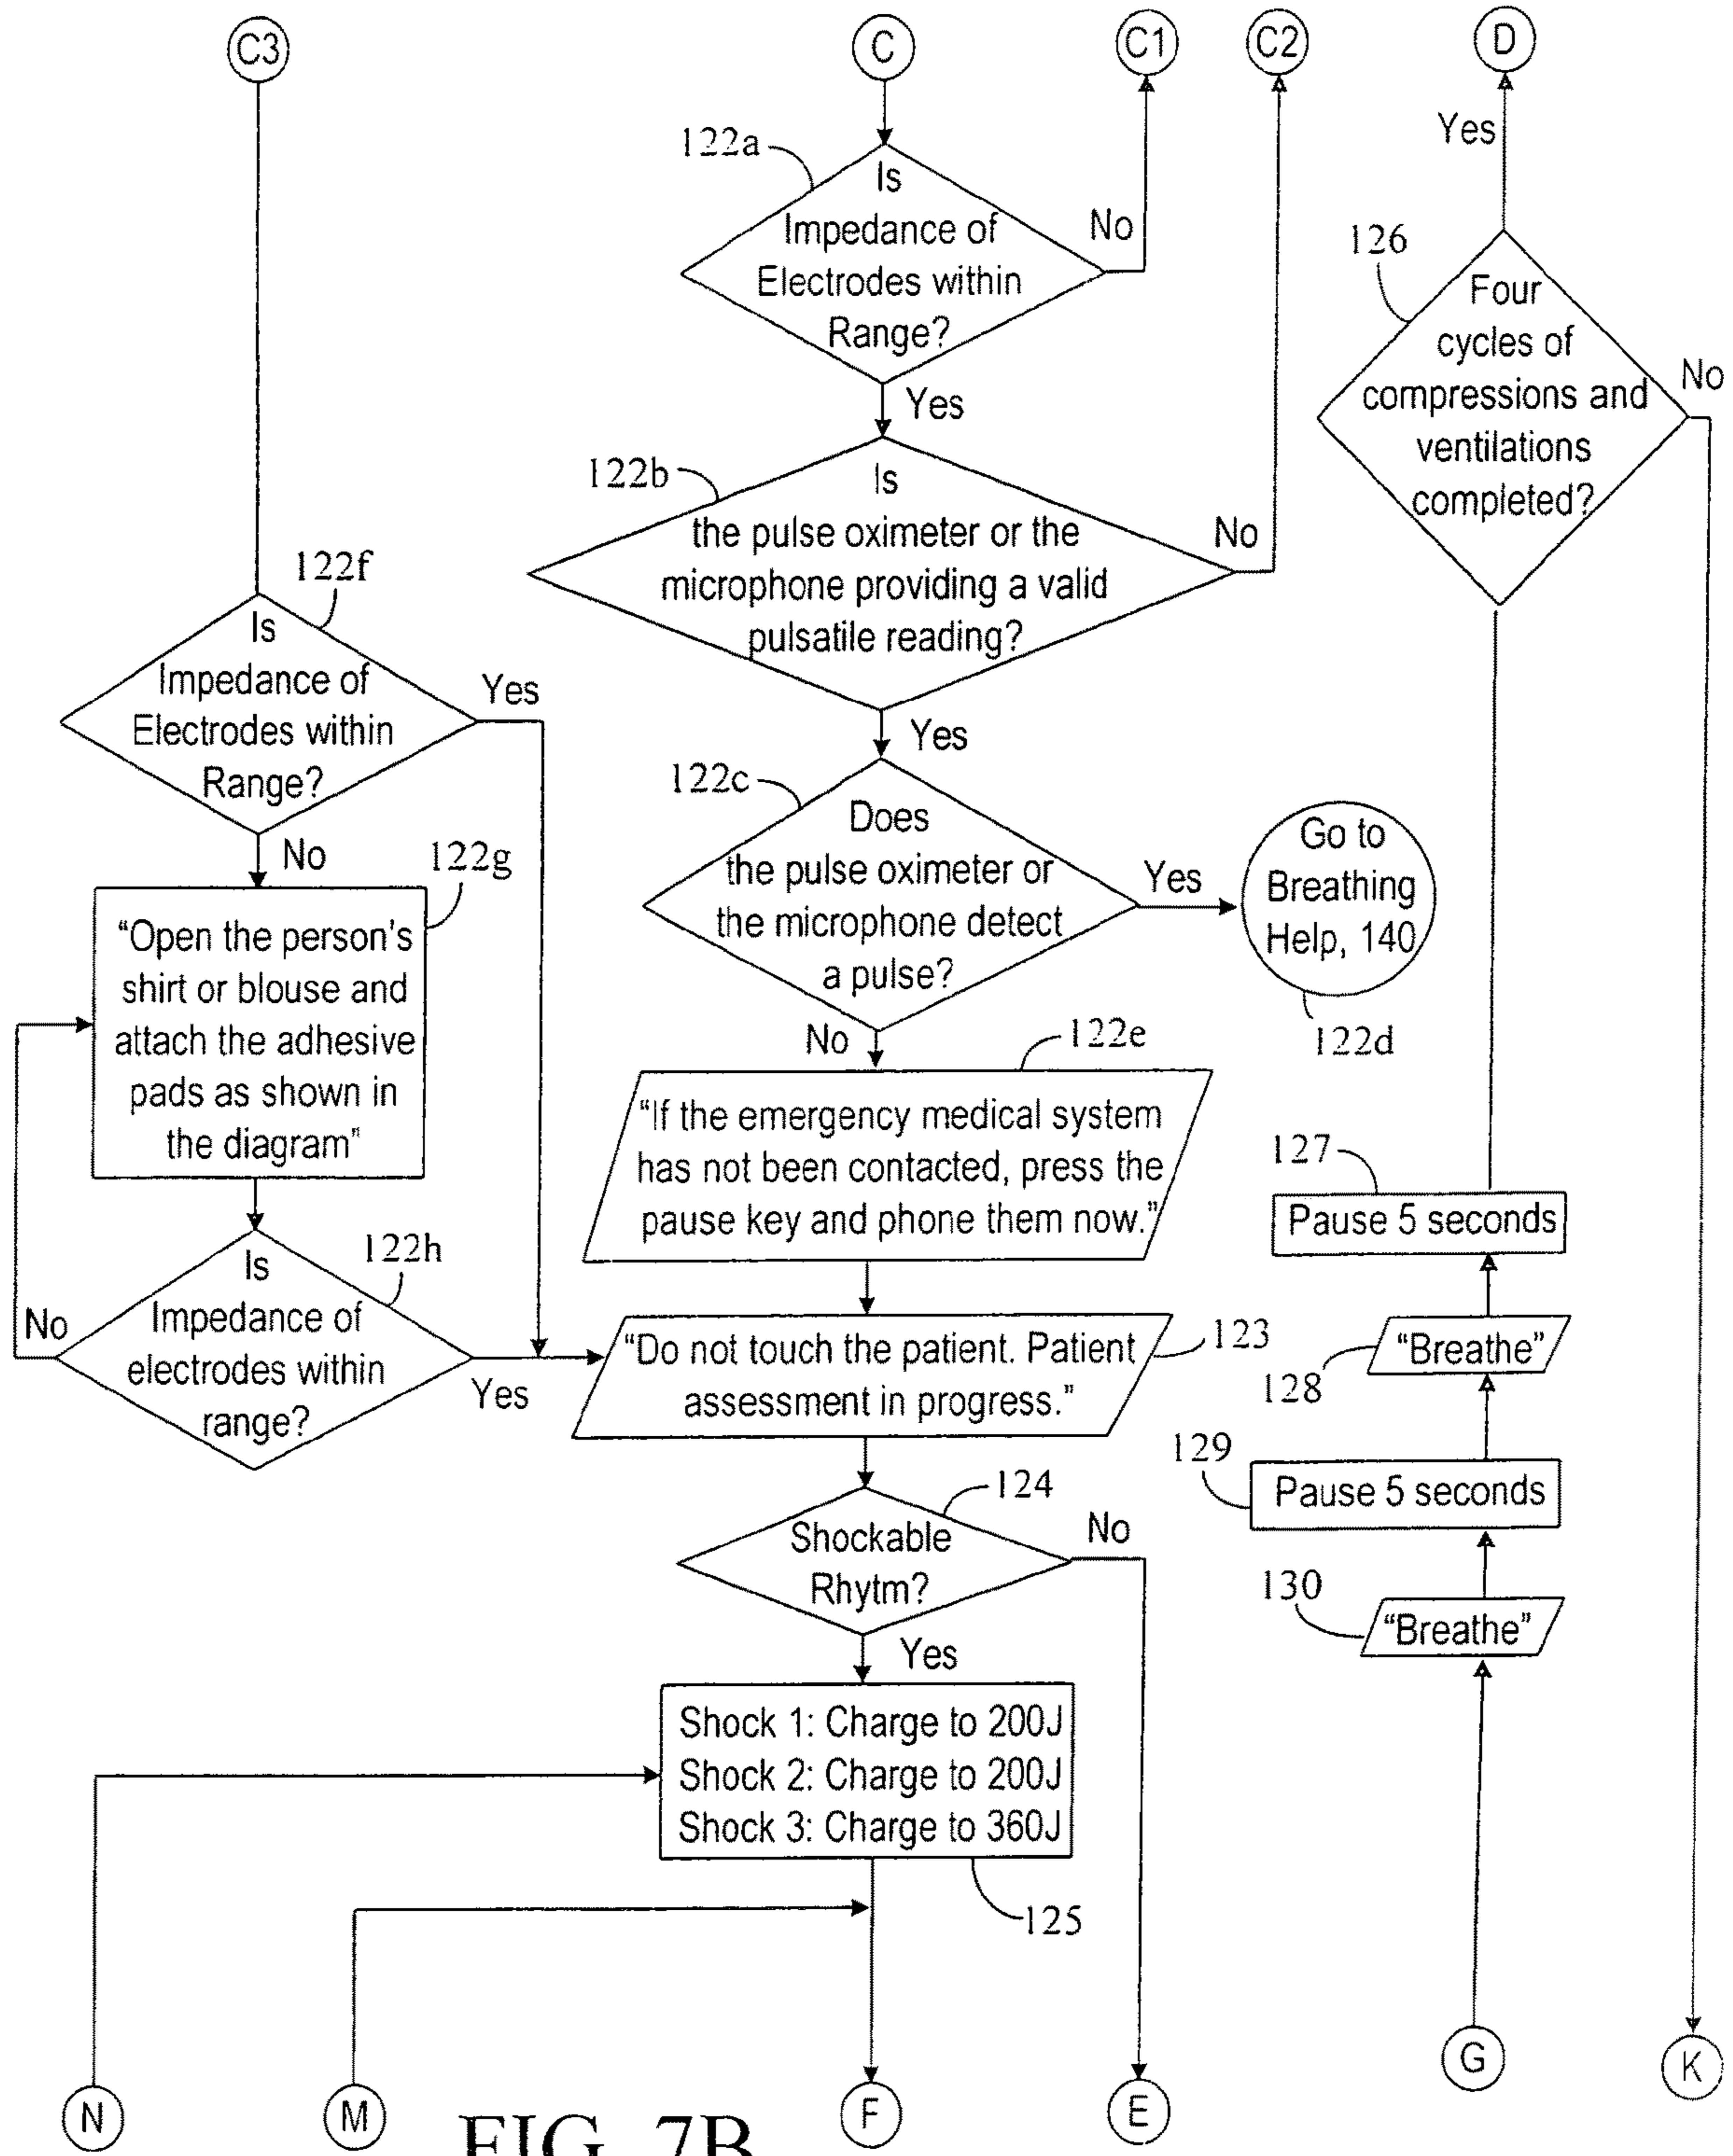 C3
C
C1
C2
D
Yes
122a
Is
Impedance of
Electrodes within
Range?
No
126
Four
cycles of
compressions and
ventilations
completed?
No
Yes
122b
Is
the pulse oximeter or the
microphone providing a valid
pulsatile reading?
No
122f
Is
Impedance of
Electrodes within
Range?
Yes
Yes
122c
Does
the pulse oximeter or
the microphone detect
a pulse?
Yes
Go to
Breathing
Help, 140
122d
No
122g
“Open the person's
shirt or blouse and
attach the adhesive
pads as shown in
the diagram”
No
122e
“If the emergency medical system
has not been contacted, press the
pause key and phone them now.”
127
Pause 5 seconds
122h
Is
Impedance of
electrodes within
range?
No
Yes
“Do not touch the patient. Patient
assessment in progress.”
123
“Breathe”
128
129
Pause 5 seconds
124
Shockable
Rhytm?
No
130
“Breathe”
Yes
Shock 1: Charge to 200J
Shock 2: Charge to 200J
Shock 3: Charge to 360J
125
N
M
F
E
G
K
FIG. 7B